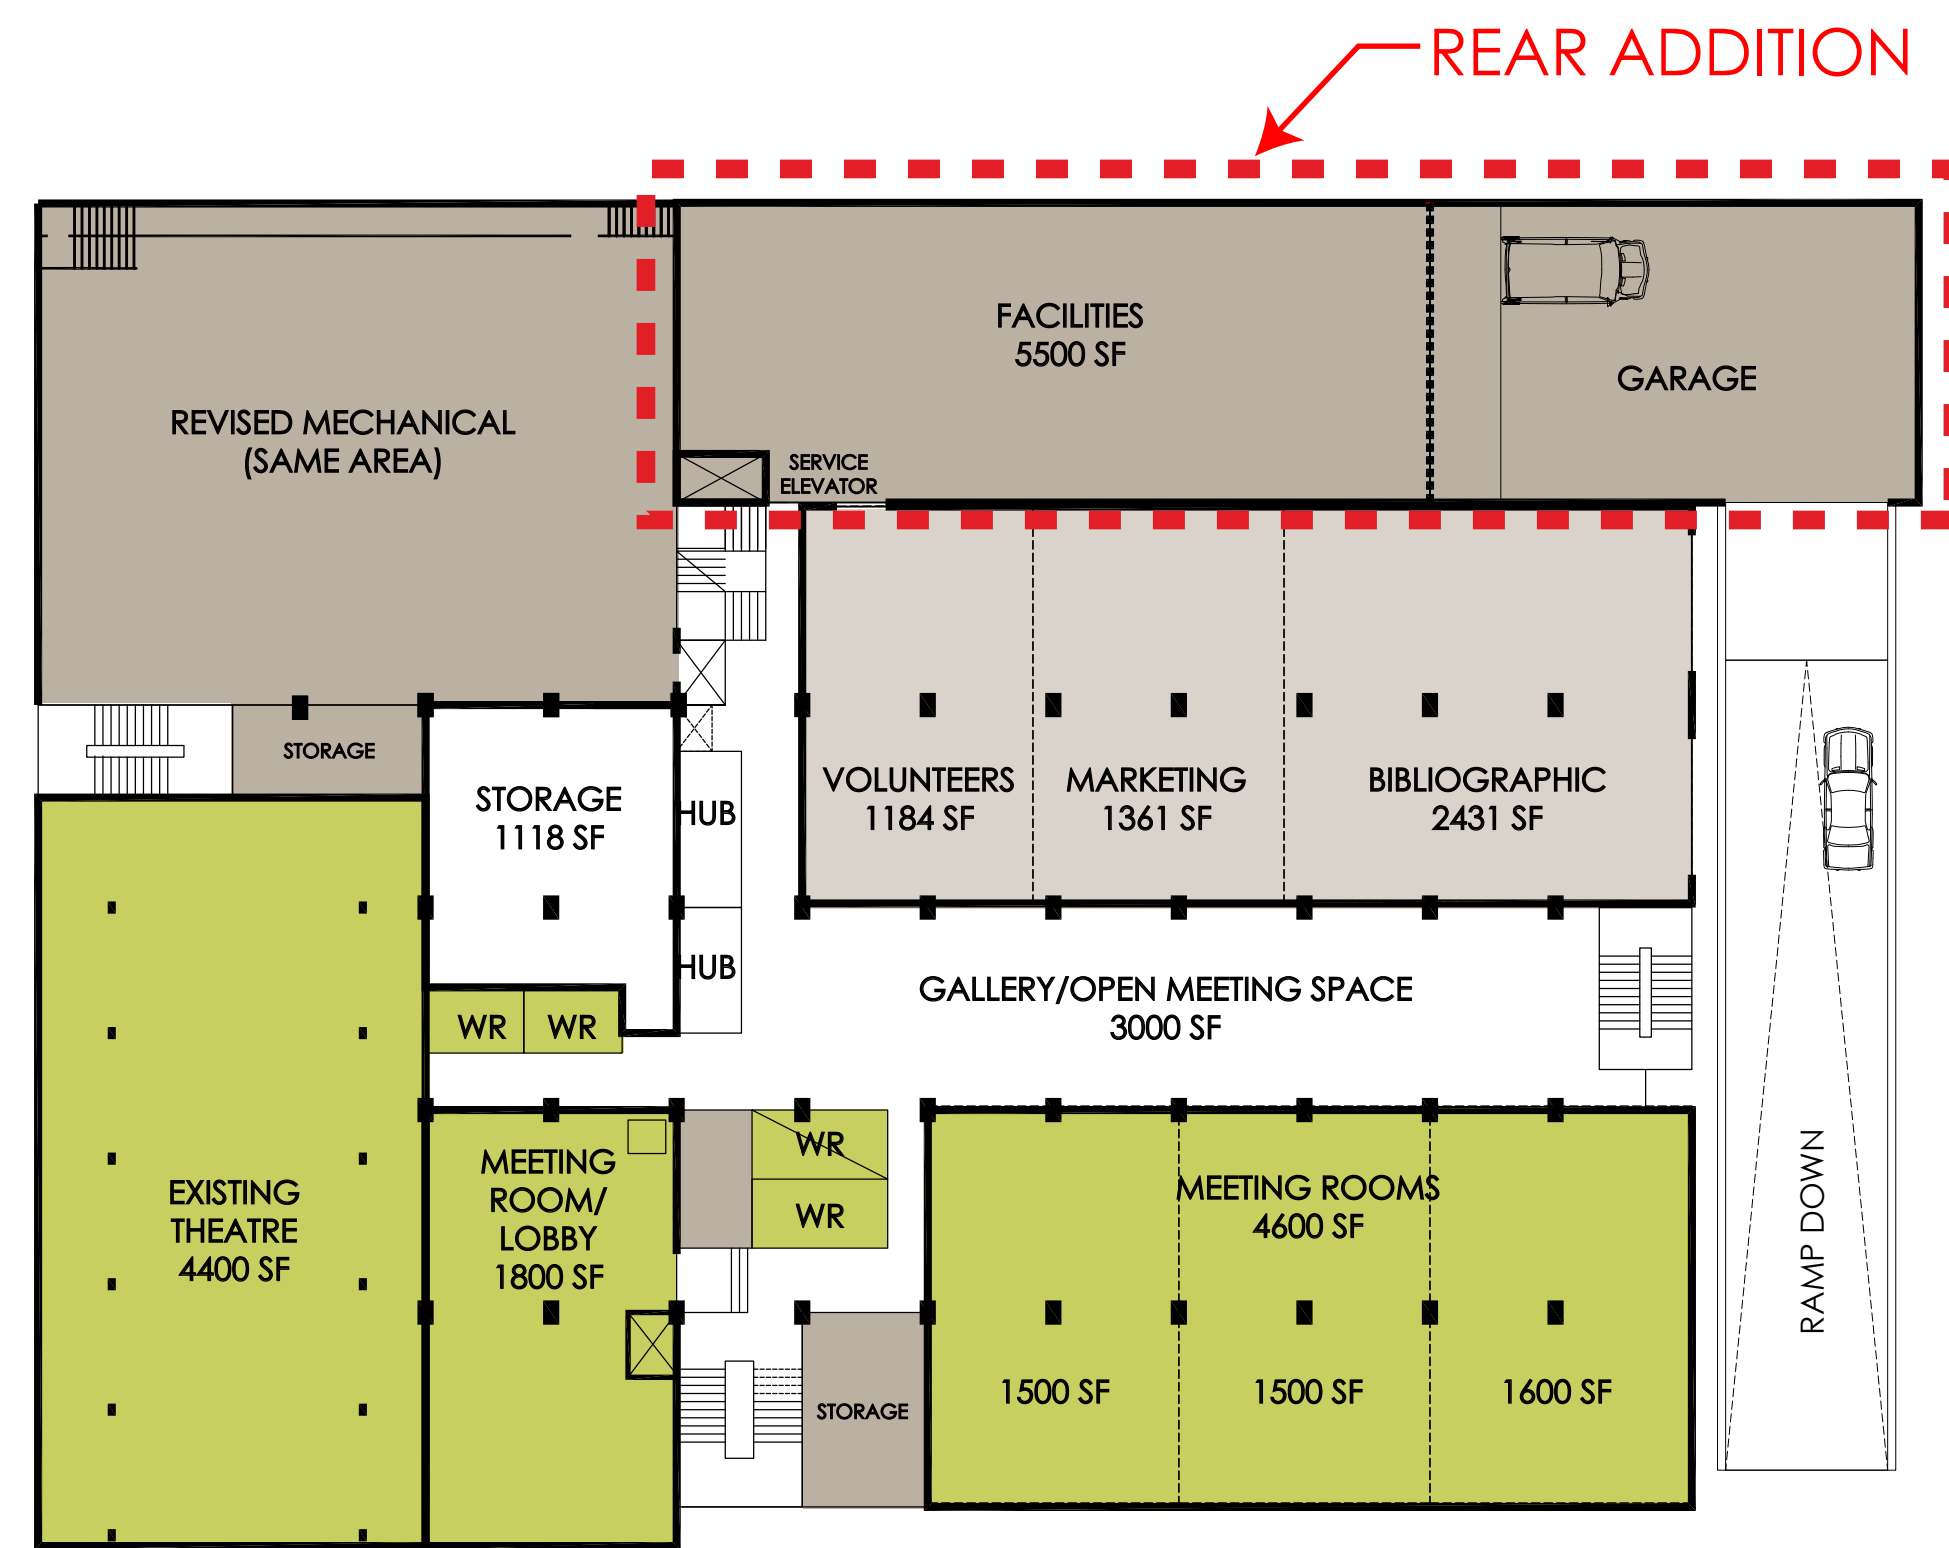 REAR ADDITION
FACILITIES
5500 SF
GARAGE
REVISED MECHANICAL
(SAME AREA)
SERVICE
ELEVATOR
STORAGE
STORAGE
1118 SF
HUB
VOLUNTEERS
1184 SF
MARKETING
1361 SF
BIBLIOGRAPHIC
2431 SF
HUB
GALLERY/OPEN MEETING SPACE
3000 SF
WR
WR
EXISTING
THEATRE
4400 SF
MEETING
ROOM/
LOBBY
1800 SF
WR
WR
MEETING ROOMS
4600 SF
RAMP DOWN
1500 SF
1500 SF
1600 SF
STORAGE